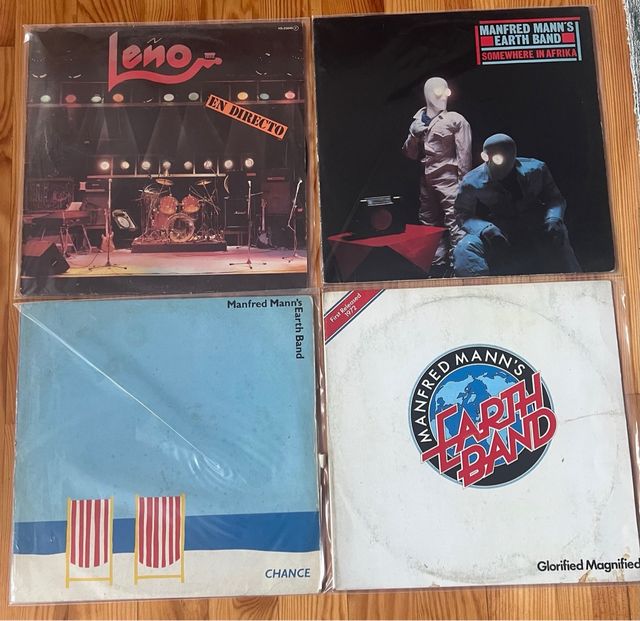 Leño
EN DIRECTO
MANFRED MANN'S
EARTH BAND
SOMEWHERE IN AFRIKA
Manfred Mann's
Earth Band
CHANCE
First Released
1972
MANFRED MANN'S
EARTH
BAND
Glorified Magnified